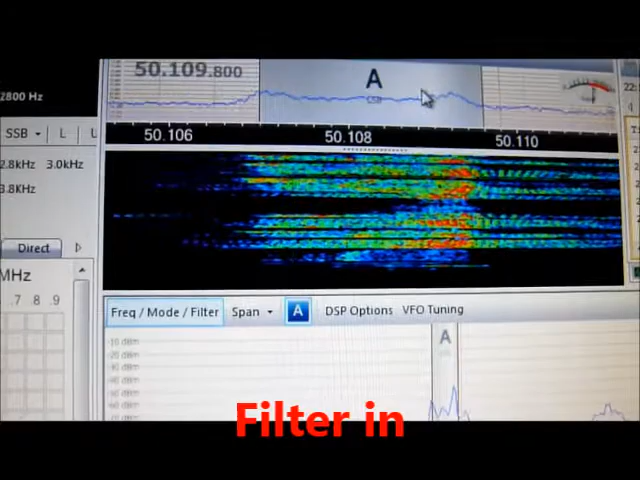 50.109.800
A
2800 Hz
50.106 50.108 50.110
SSB L
2.8kHz 3.0kHz
3.8kHz
Direct
MHz
.7 .8 .9
Freq / Mode / Filter Span A DSP Options VFO Tuning
A
Filter in